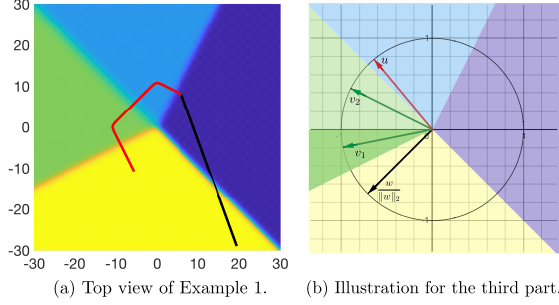 30
20
10
0
-10
-20
-30
-30 -20 -10 0 10 20 30
(a) Top view of Example 1.
1
u
v₂
v₁
1
w
‖w‖₂
-1
(b) Illustration for the third part.